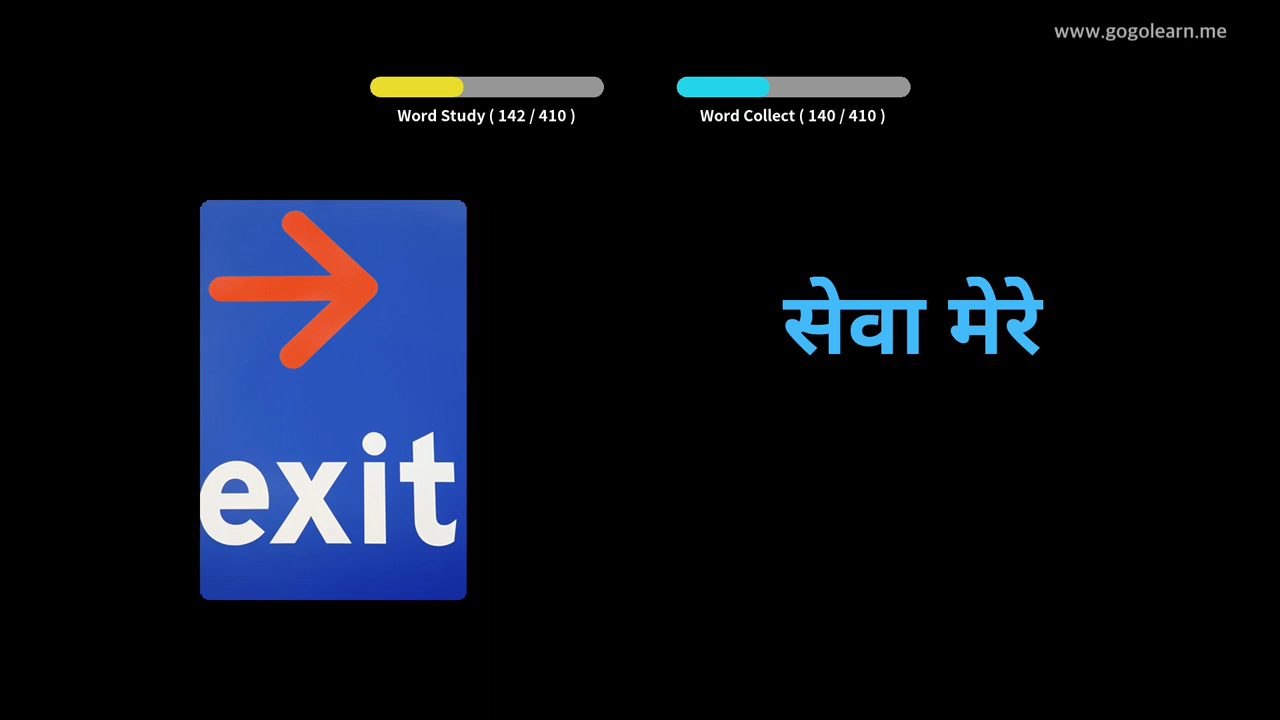 www.gogolearn.me
Word Study ( 142 / 410 )
Word Collect ( 140 / 410 )
exit
सेवा मेरे